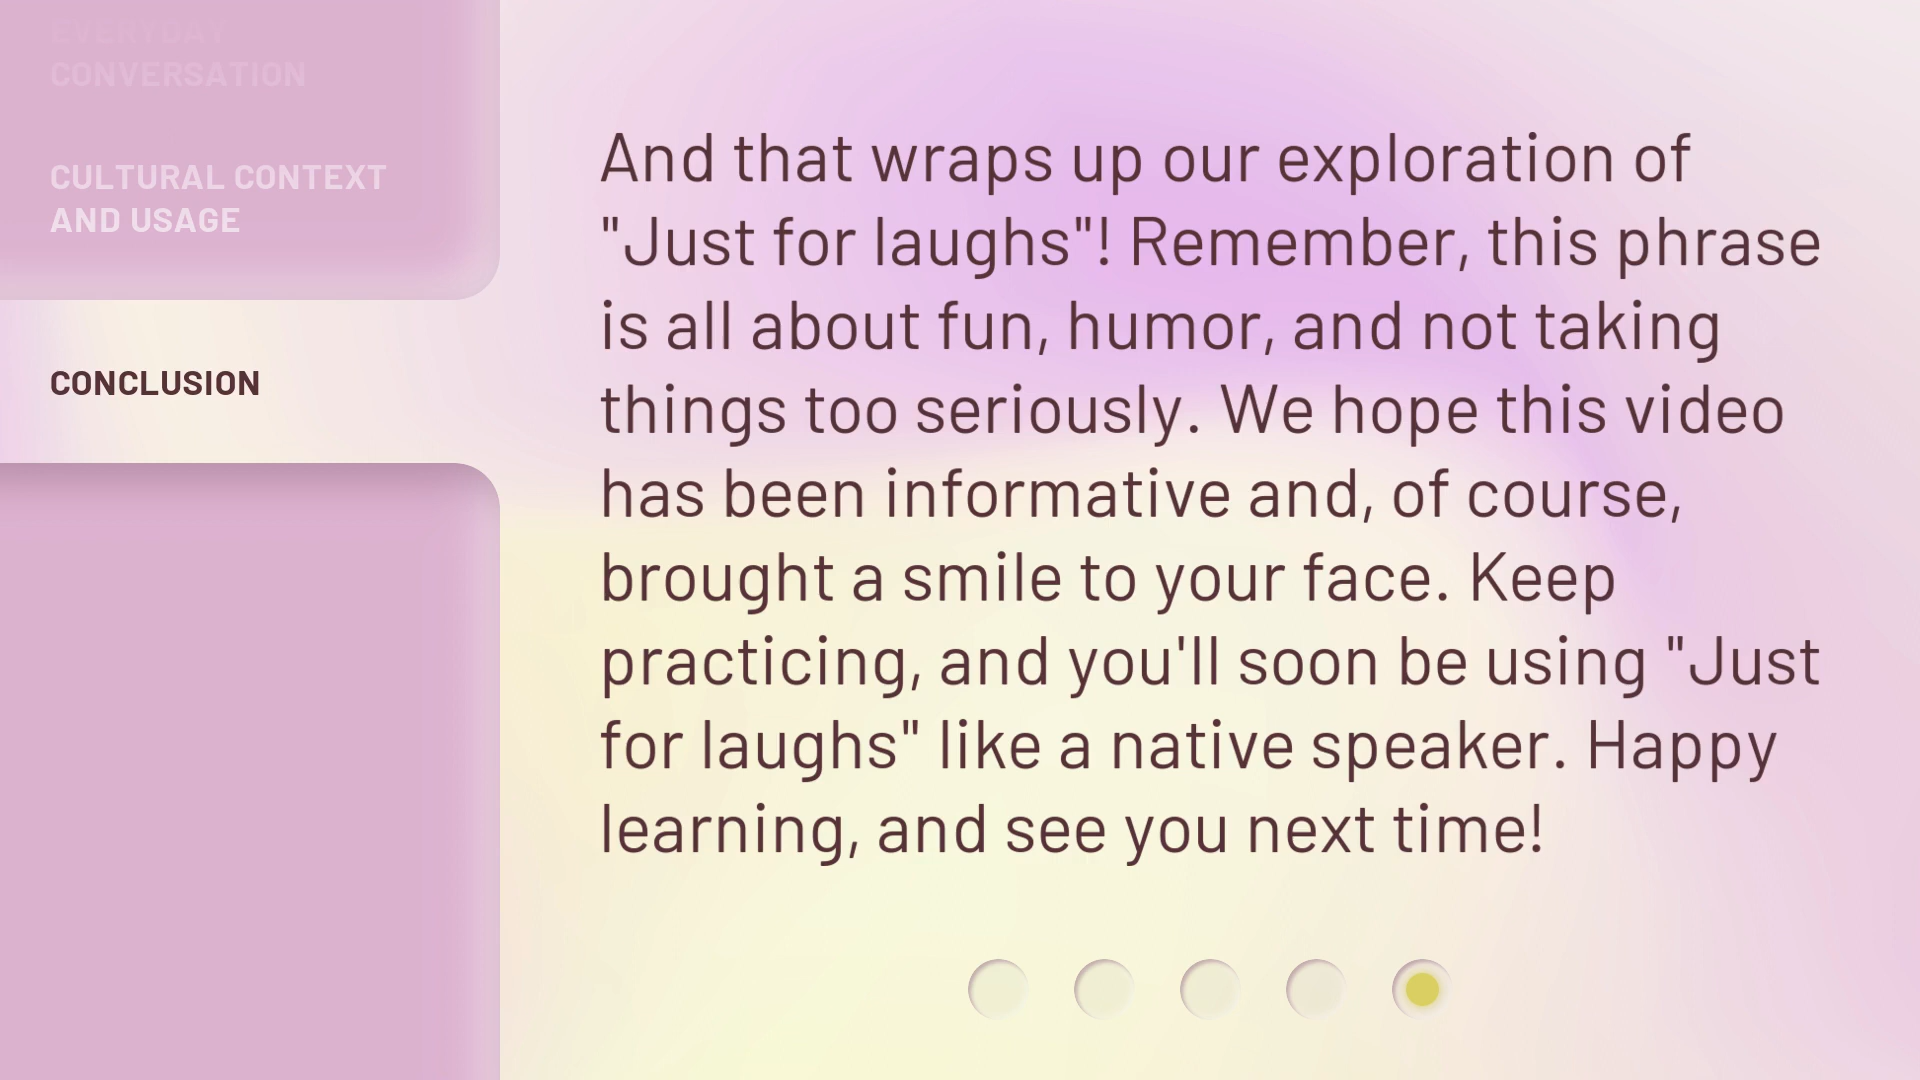 EVERYDAY
CONVERSATION
CULTURAL CONTEXT
AND USAGE
CONCLUSION
And that wraps up our exploration of
"Just for laughs"! Remember, this phrase
is all about fun, humor, and not taking
things too seriously. We hope this video
has been informative and, of course,
brought a smile to your face. Keep
practicing, and you'll soon be using "Just
for laughs" like a native speaker. Happy
learning, and see you next time!